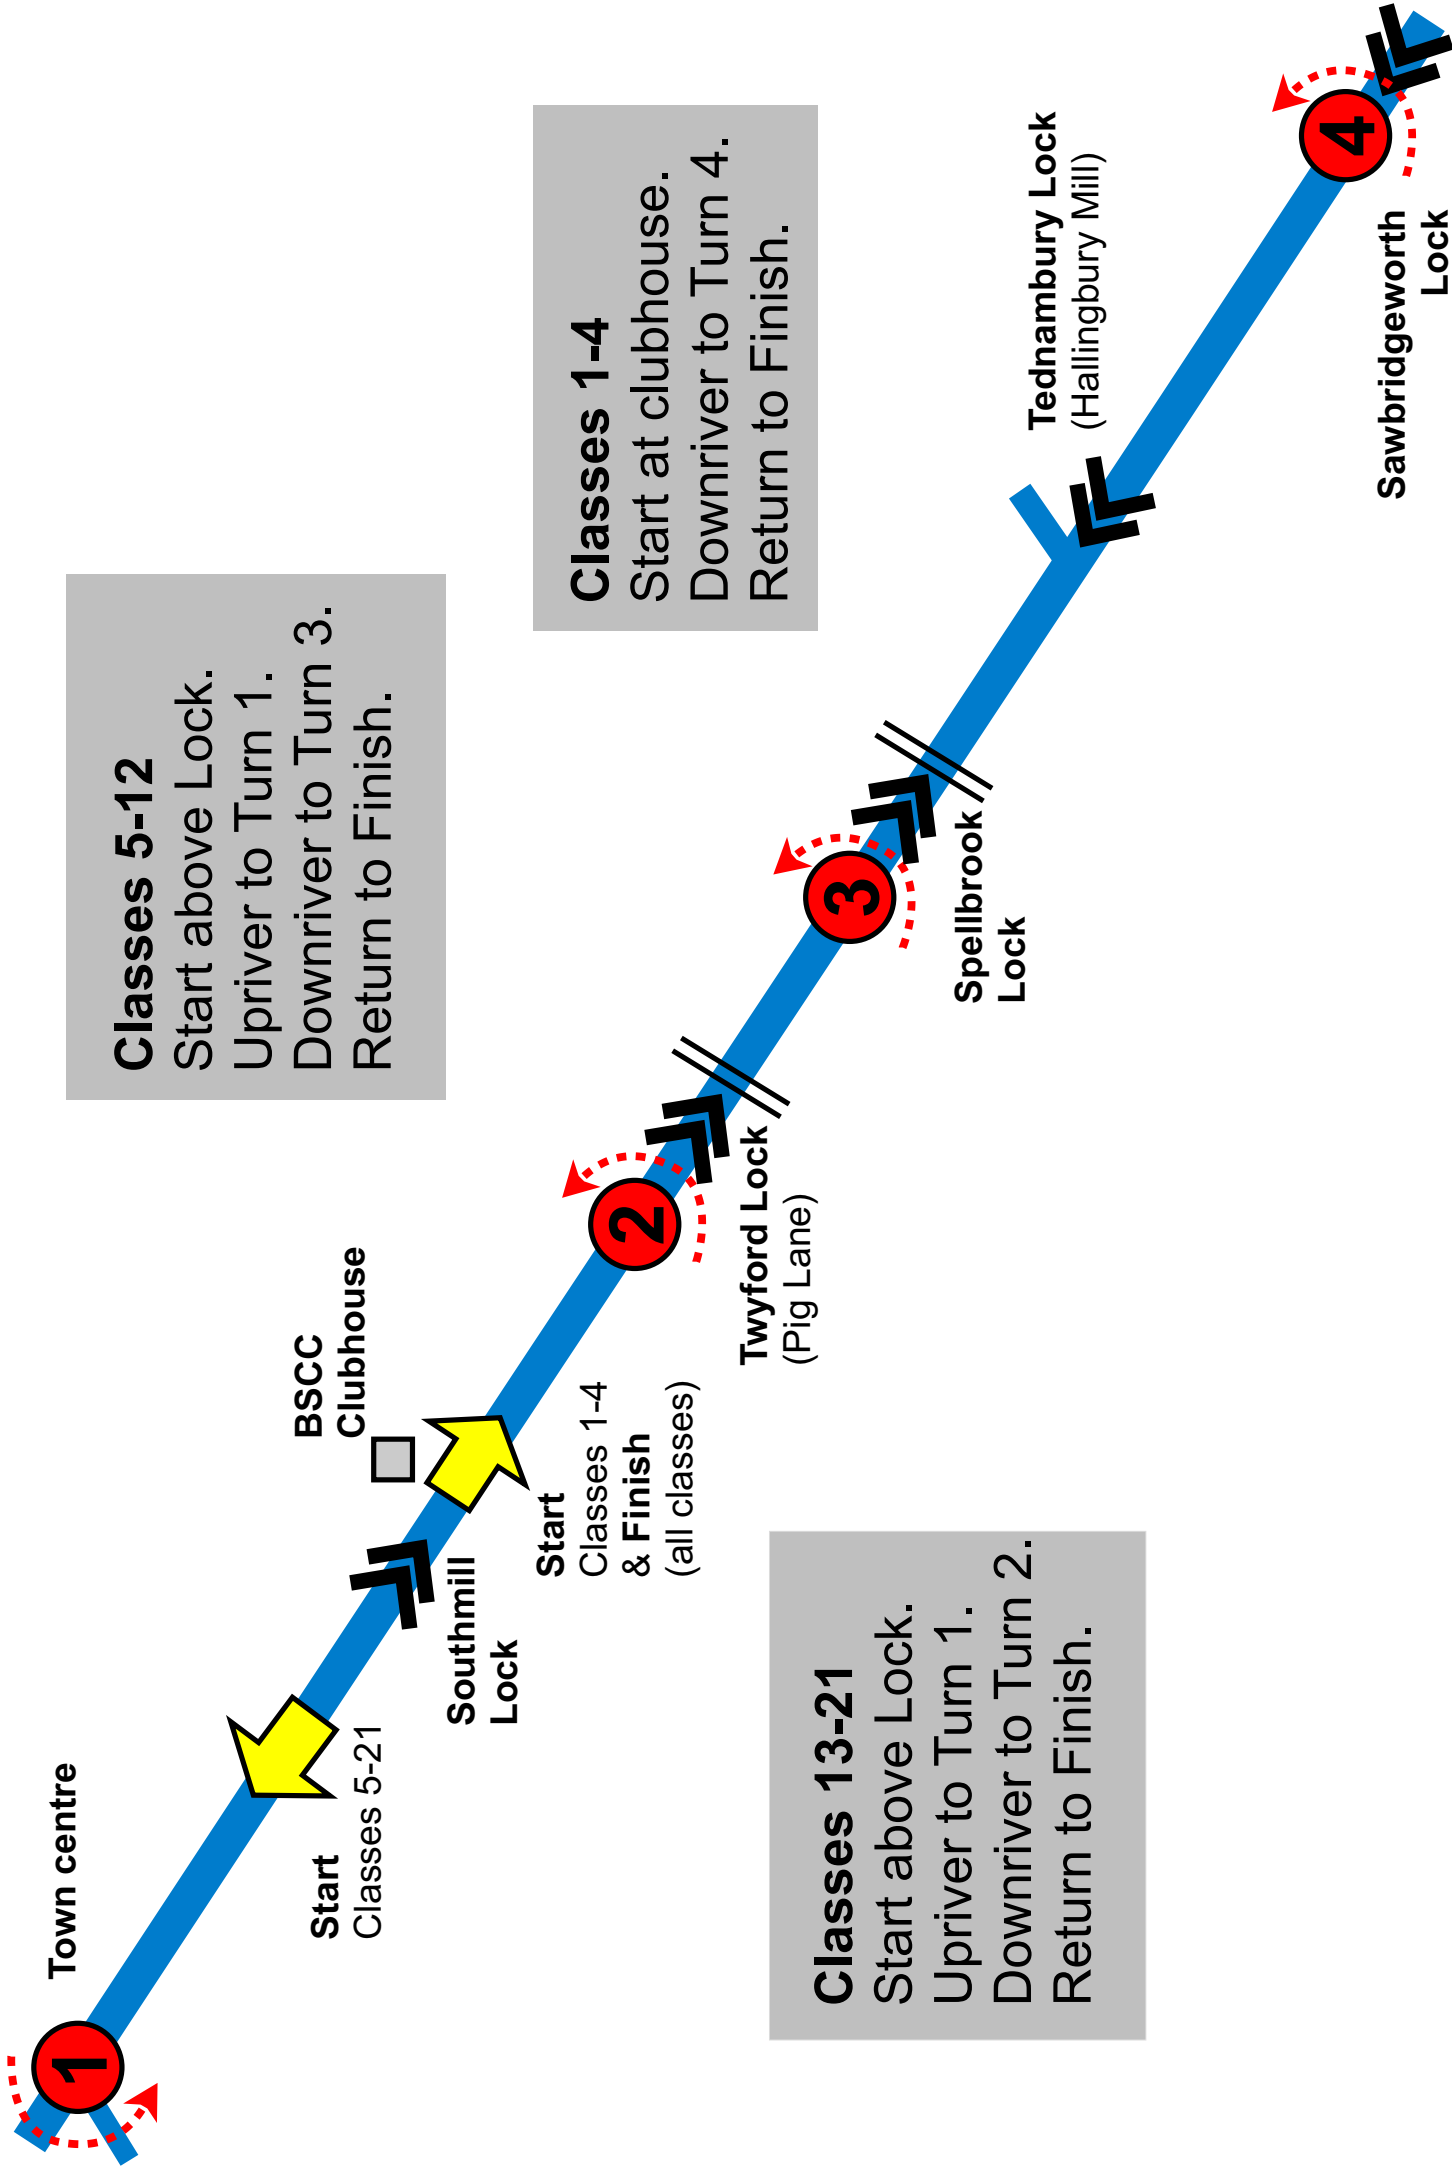 Town centre
1
Start
Classes 5-21
Southmill
Lock
BSCC
Clubhouse
Start
Classes 1-4
& Finish
(all classes)
2
Twyford Lock
(Pig Lane)
3
Spellbrook
Lock
Tednambury Lock
(Hallingbury Mill)
4
Sawbridgeworth
Lock
Classes 5-12
Start above Lock.
Upriver to Turn 1.
Downriver to Turn 3.
Return to Finish.
Classes 1-4
Start at clubhouse.
Downriver to Turn 4.
Return to Finish.
Classes 13-21
Start above Lock.
Upriver to Turn 1.
Downriver to Turn 2.
Return to Finish.